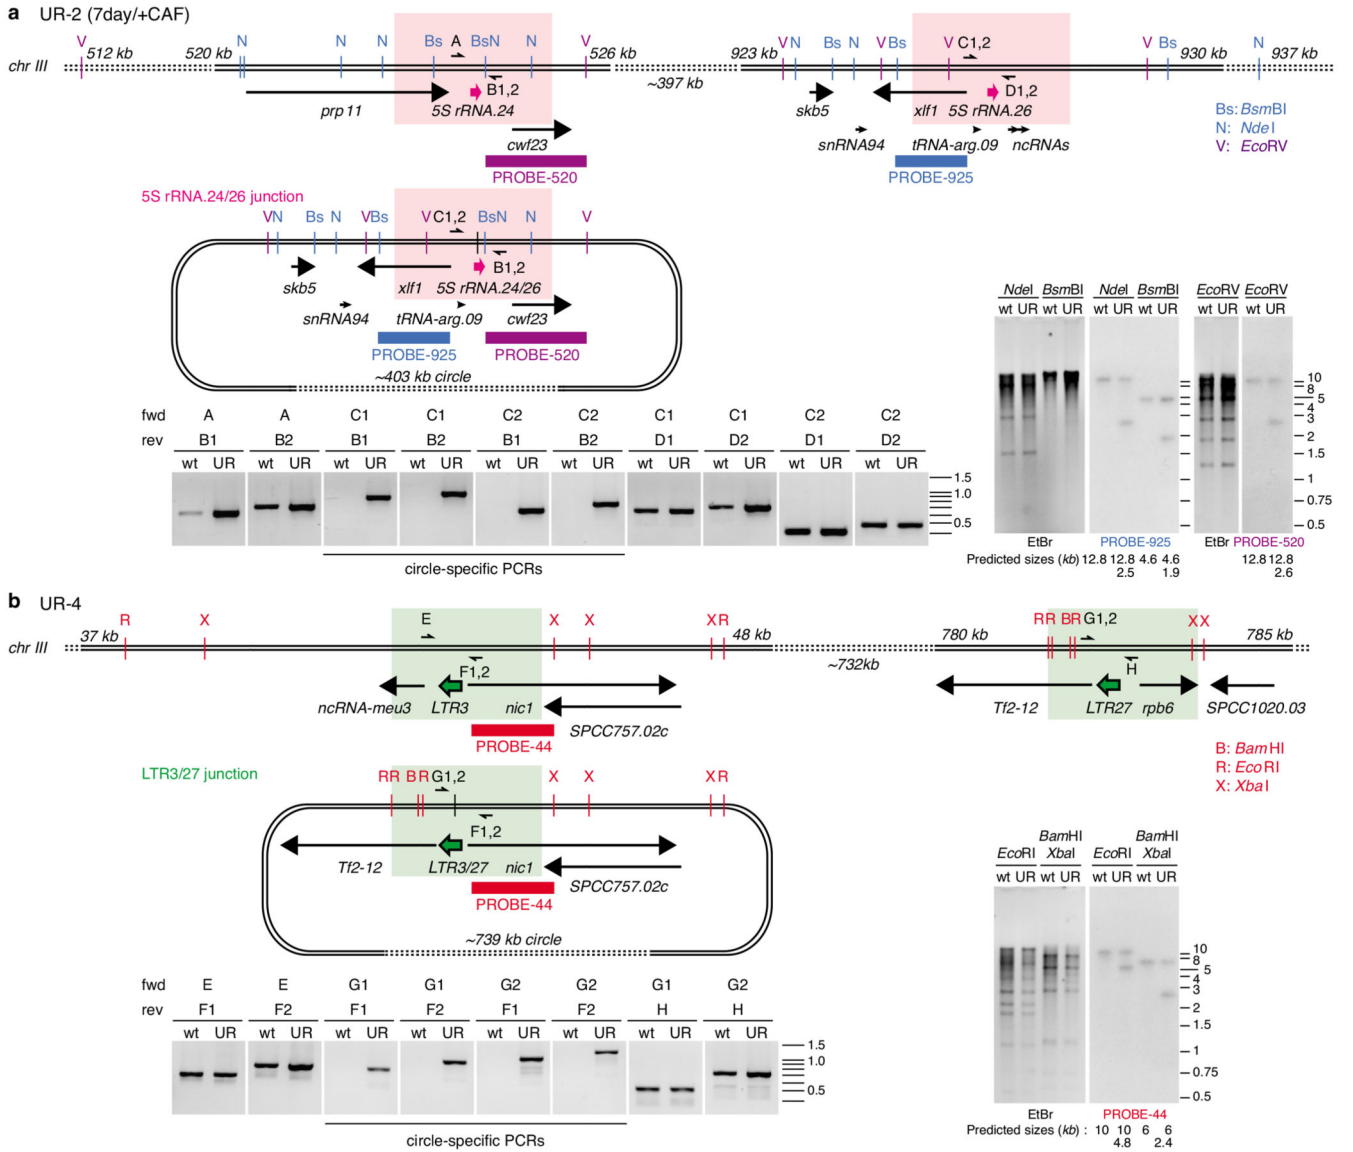 a UR-2 (7day/+CAF)
V 512 kb 520 kb N N N Bs A BsN N V 526 kb 923 kb V N Bs N V Bs V C1,2 V Bs 930 kb N 937 kb
chr III
~397 kb
B1,2 D1,2
prp11 5S rRNA.24 skb5 xlf1 5S rRNA.26
Bs: BsmBI
N: NdeI
V: EcoRV
cwf23 snRNA94 tRNA-arg.09 ncRNAs
PROBE-520 PROBE-925
5S rRNA.24/26 junction
VN Bs N VBs V C1,2 BsN N V
B1,2
skb5 xlf1 5S rRNA.24/26
snRNA94 tRNA-arg.09 cwf23
PROBE-925 PROBE-520
~403 kb circle
fwd A A C1 C1 C2 C2 C1 C1 C2 C2
rev B1 B2 B1 B2 B1 B2 D1 D2 D1 D2
wt UR wt UR wt UR wt UR wt UR wt UR wt UR wt UR wt UR wt UR
1.5
1.0
0.5
circle-specific PCRs
NdeI BsmBI NdeI BsmBI EcoRV EcoRV
wt UR wt UR wt UR wt UR wt UR wt UR
10
8
5
4
3
2
1.5
1
0.75
0.5
EtBr PROBE-925 EtBr PROBE-520
Predicted sizes (kb) 12.8 12.8 4.6 4.6 12.8 12.8
2.5 1.9 2.6
b UR-4
37 kb R X E X X X R 48 kb 780 kb RR BR G1,2 XX 785 kb
chr III
~732kb
F1,2 H
ncRNA-meu3 LTR3 nic1 Tf2-12 LTR27 rpb6 SPCC1020.03
SPCC757.02c
PROBE-44
B: BamHI
R: EcoRI
X: XbaI
LTR3/27 junction
RR BR G1,2 X X X R
F1,2
Tf2-12 LTR3/27 nic1
SPCC757.02c
PROBE-44
~739 kb circle
fwd E E G1 G1 G2 G2 G1 G2
rev F1 F2 F1 F2 F1 F2 H H
wt UR wt UR wt UR wt UR wt UR wt UR wt UR wt UR
1.5
1.0
0.5
circle-specific PCRs
BamHI BamHI
EcoRI XbaI EcoRI XbaI
wt UR wt UR wt UR wt UR
10
8
5
4
3
2
1.5
1
0.75
0.5
EtBr PROBE-44
Predicted sizes (kb) : 10 10 6 6
4.8 2.4